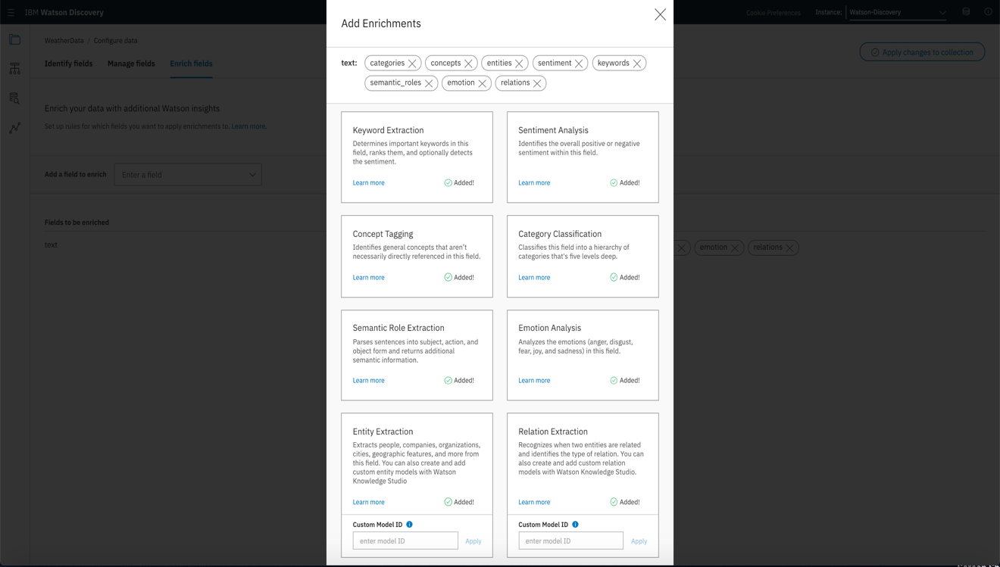 IBM Watson Discovery
Cookie Preferences
Instance:
Watson-Discovery
WeatherData / Configure data
Identify fields
Manage fields
Enrich fields
Apply changes to collection
Enrich your data with additional Watson insights
Set up rules for which fields you want to apply enrichments to. Learn more.
Add a field to enrich
Enter a field
Fields to be enriched
text
emotion
relations
Add Enrichments
text:
categories
concepts
entities
sentiment
keywords
semantic_roles
emotion
relations
Keyword Extraction
Determines important keywords in this
field, ranks them, and optionally detects
the sentiment.
Learn more
Added!
Sentiment Analysis
Identifies the overall positive or negative
sentiment within this field.
Learn more
Added!
Concept Tagging
Identifies general concepts that aren't
necessarily directly referenced in this field.
Learn more
Added!
Category Classification
Classifies this field into a hierarchy of
categories that's five levels deep.
Learn more
Added!
Semantic Role Extraction
Parses sentences into subject, action, and
object form and returns additional
semantic information.
Learn more
Added!
Emotion Analysis
Analyzes the emotions (anger, disgust,
fear, joy, and sadness) in this field.
Learn more
Added!
Entity Extraction
Extracts people, companies, organizations,
cities, geographic features, and more from
this field. You can also create and add
custom entity models with Watson
Knowledge Studio
Learn more
Added!
Custom Model ID
enter model ID
Apply
Relation Extraction
Recognizes when two entities are related
and identifies the type of relation. You can
also create and add custom relation
models with Watson Knowledge Studio.
Learn more
Added!
Custom Model ID
enter model ID
Apply